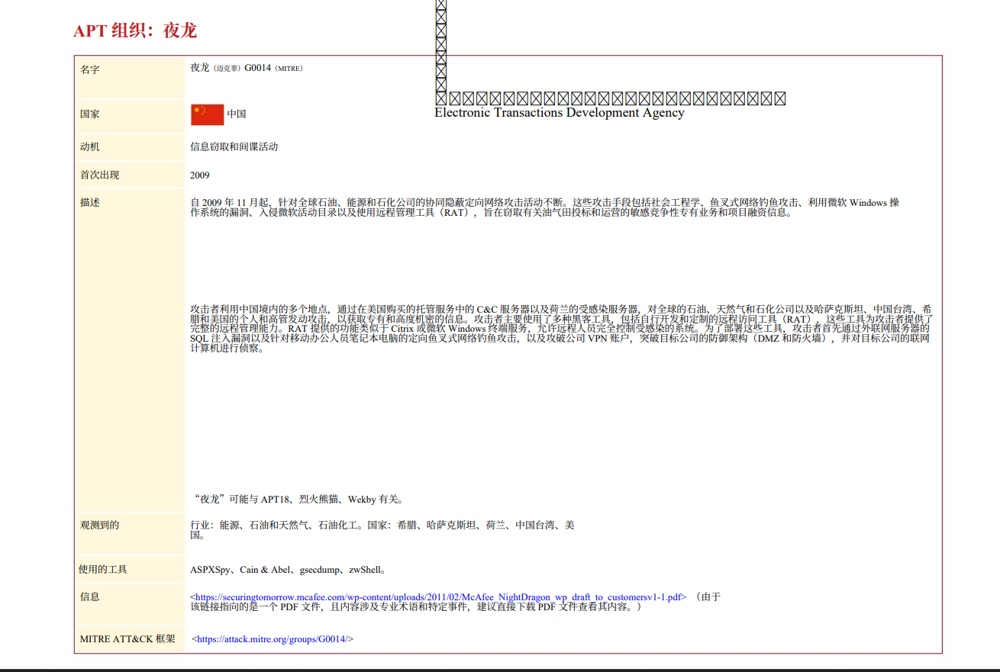 APT 组织：夜龙
名字
夜龙（迈克菲）G0014（MITRE）
Electronic Transactions Development Agency
国家
中国
动机
信息窃取和间谍活动
首次出现
2009
描述
自 2009 年 11 月起，针对全球石油、能源和石化公司的协同隐蔽定向网络攻击活动不断。这些攻击手段包括社会工程学、鱼叉式网络钓鱼攻击、利用微软 Windows 操
作系统的漏洞、入侵微软活动目录以及使用远程管理工具（RAT），旨在窃取有关油气田投标和运营的敏感竞争性专有业务和项目融资信息。
攻击者利用中国境内的多个地点，通过在美国购买的托管服务中的 C&C 服务器以及荷兰的受感染服务器，对全球的石油、天然气和石化公司以及哈萨克斯坦、中国台湾、希
腊和美国的个人和高管发动攻击，以获取专有和高度机密的信息。攻击者主要使用了多种黑客工具，包括自行开发和定制的远程访问工具（RAT），这些工具为攻击者提供了
完整的远程管理能力。RAT 提供的功能类似于 Citrix 或微软 Windows 终端服务，允许远程人员完全控制受感染的系统。为了部署这些工具，攻击者首先通过外联网服务器的
SQL 注入漏洞以及针对移动办公人员笔记本电脑的定向鱼叉式网络钓鱼攻击，以及攻破公司 VPN 账户，突破目标公司的防御架构（DMZ 和防火墙），并对目标公司的联网
计算机进行侦察。
“夜龙”可能与 APT18、烈火熊猫、Wekby 有关。
观测到的
行业：能源、石油和天然气、石油化工。国家：希腊、哈萨克斯坦、荷兰、中国台湾、美
国。
使用的工具
ASPXSpy、Cain & Abel、gsecdump、zwShell。
信息
<https://securingtomorrow.mcafee.com/wp-content/uploads/2011/02/McAfee_NightDragon_wp_draft_to_customersv1-1.pdf> （由于
该链接指向的是一个 PDF 文件，且内容涉及专业术语和特定事件，建议直接下载 PDF 文件查看其内容。）
MITRE ATT&CK 框架
<https://attack.mitre.org/groups/G0014/>